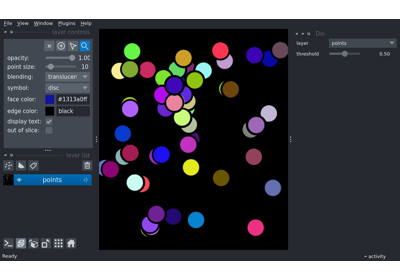 File View Window Plugins Help
layer controls
opacity: 1.00
point size: 10
blending: translucen
symbol: disc
face color: #1313a0ff
edge color: black
display text:
out of slice:
layer list
points
Ready
activity
layer points
threshold 0.50